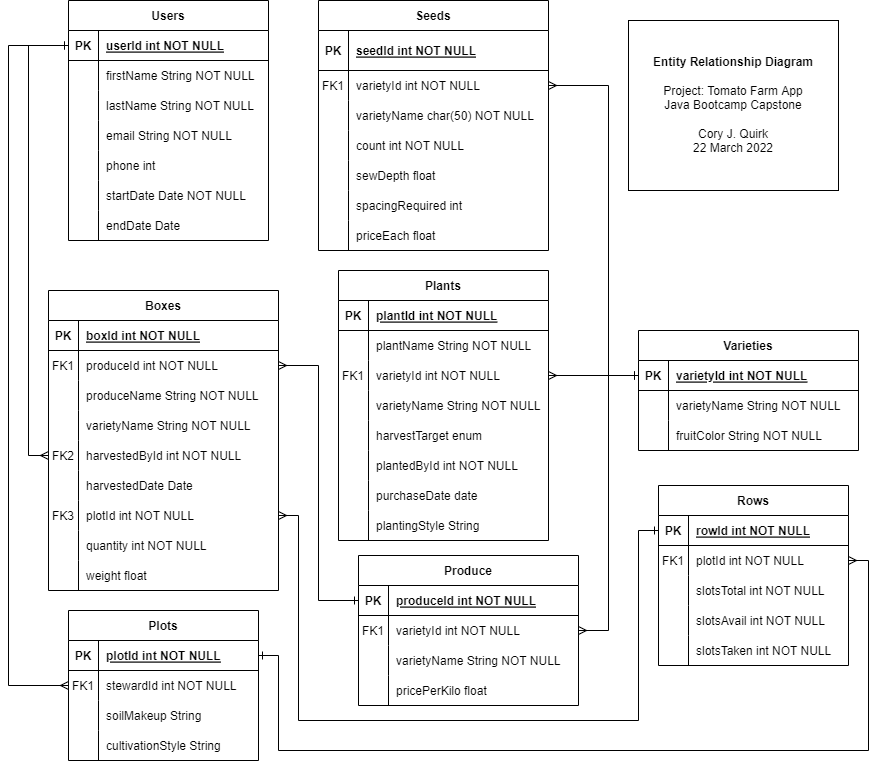 Users
PK userId int NOT NULL
firstName String NOT NULL
lastName String NOT NULL
email String NOT NULL
phone int
startDate Date NOT NULL
endDate Date
Seeds
PK seedId int NOT NULL
FK1 varietyId int NOT NULL
varietyName char(50) NOT NULL
count int NOT NULL
sewDepth float
spacingRequired int
priceEach float
Entity Relationship Diagram
Project: Tomato Farm App
Java Bootcamp Capstone
Cory J. Quirk
22 March 2022
Boxes
PK boxId int NOT NULL
FK1 produceId int NOT NULL
produceName String NOT NULL
varietyName String NOT NULL
FK2 harvestedById int NOT NULL
harvestedDate Date
FK3 plotId int NOT NULL
quantity int NOT NULL
weight float
Plants
PK plantId int NOT NULL
plantName String NOT NULL
FK1 varietyId int NOT NULL
varietyName String NOT NULL
harvestTarget enum
plantedById int NOT NULL
purchaseDate date
plantingStyle String
Varieties
PK varietyId int NOT NULL
varietyName String NOT NULL
fruitColor String NOT NULL
Rows
PK rowId int NOT NULL
FK1 plotId int NOT NULL
slotsTotal int NOT NULL
slotsAvail int NOT NULL
slotsTaken int NOT NULL
Produce
PK produceId int NOT NULL
FK1 varietyId int NOT NULL
varietyName String NOT NULL
pricePerKilo float
Plots
PK plotId int NOT NULL
FK1 stewardId int NOT NULL
soilMakeup String
cultivationStyle String